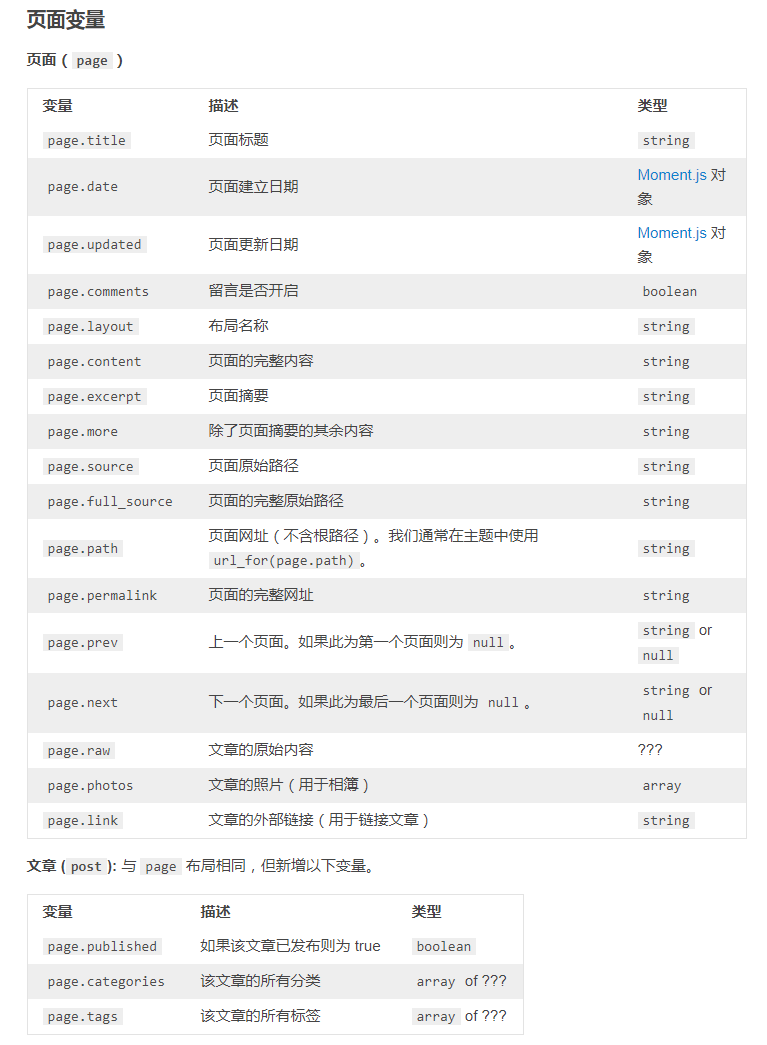 页面变量
页面 ( page )
变量 描述 类型
page.title 页面标题 string
page.date 页面建立日期 Moment.js 对
象
page.updated 页面更新日期 Moment.js 对
象
page.comments 留言是否开启 boolean
page.layout 布局名称 string
page.content 页面的完整内容 string
page.excerpt 页面摘要 string
page.more 除了页面摘要的其余内容 string
page.source 页面原始路径 string
page.full_source 页面的完整原始路径 string
page.path 页面网址（不含根路径）。我们通常在主题中使用 string
url_for(page.path) 。
page.permalink 页面的完整网址 string
page.prev 上一个页面。如果此为第一个页面则为 null 。 string or
null
page.next 下一个页面。如果此为最后一个页面则为 null 。 string or
null
page.raw 文章的原始内容 ???
page.photos 文章的照片（用于相簿） array
page.link 文章的外部链接（用于链接文章） string
文章 ( post ): 与 page 布局相同，但新增以下变量。
变量 描述 类型
page.published 如果该文章已发布则为 true boolean
page.categories 该文章的所有分类 array of ???
page.tags 该文章的所有标签 array of ???